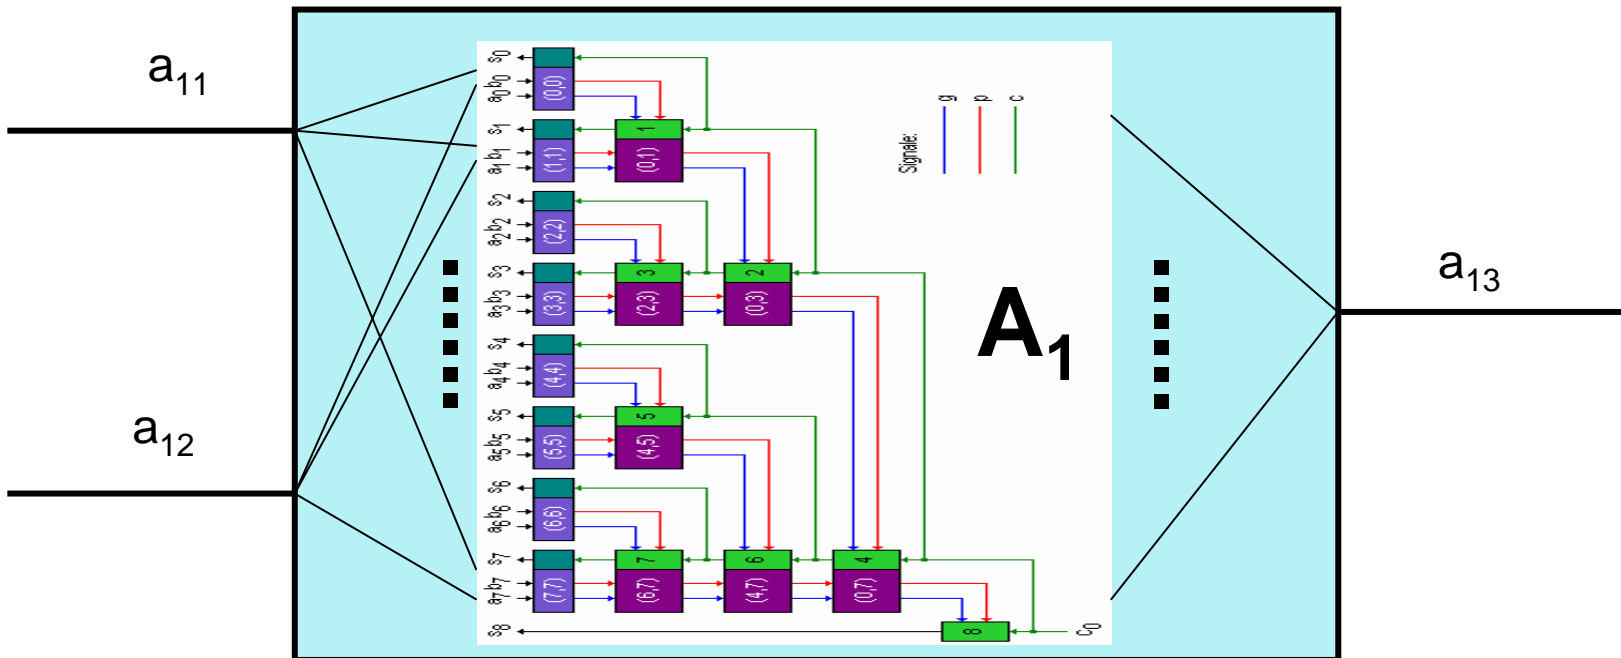 a11
a12
a13
A1
Signale:
g
p
c
s0
a0 b0
(0,0)
s1
a1 b1
(1,1)
1
(0,1)
s2
a2 b2
(2,2)
s3
a3 b3
(3,3)
3
(2,3)
2
(0,3)
s4
a4 b4
(4,4)
s5
a5 b5
(5,5)
5
(4,5)
s6
a6 b6
(6,6)
s7
a7 b7
(7,7)
7
(6,7)
6
(4,7)
4
(0,7)
s8
8
c0